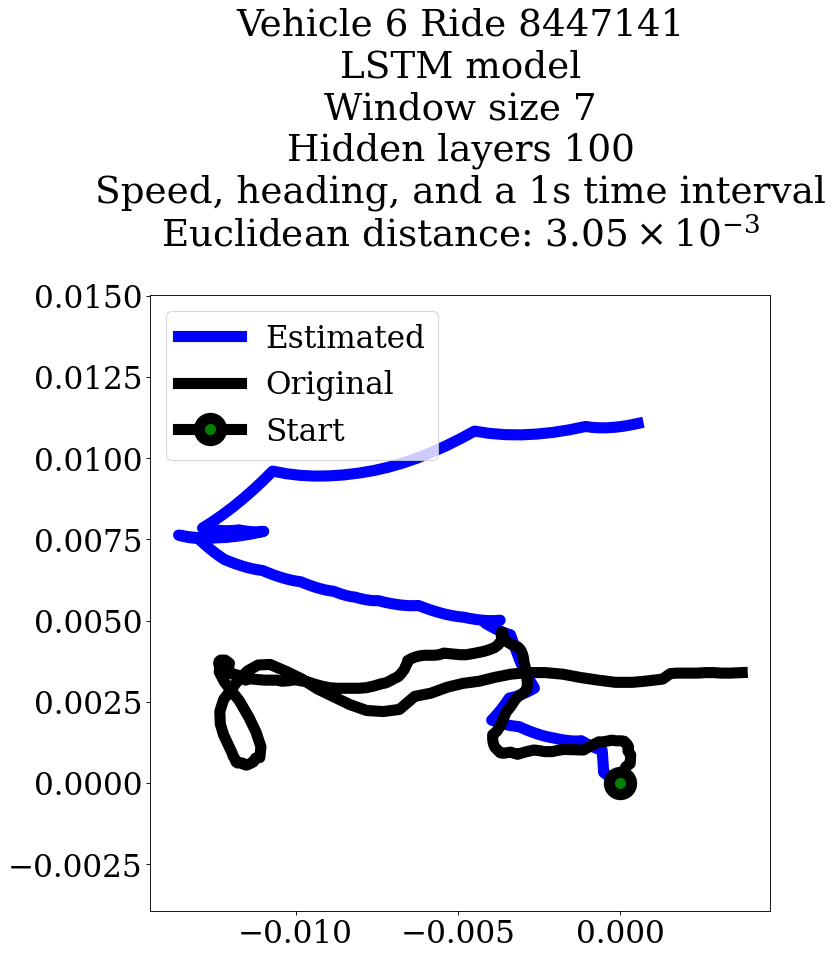 Vehicle 6 Ride 8447141
LSTM model
Window size 7
Hidden layers 100
Speed, heading, and a 1s time interval
Euclidean distance: 3.05 × 10⁻³
0.0150
0.0125
0.0100
0.0075
0.0050
0.0025
0.0000
−0.0025
Estimated
Original
Start
−0.010 −0.005 0.000